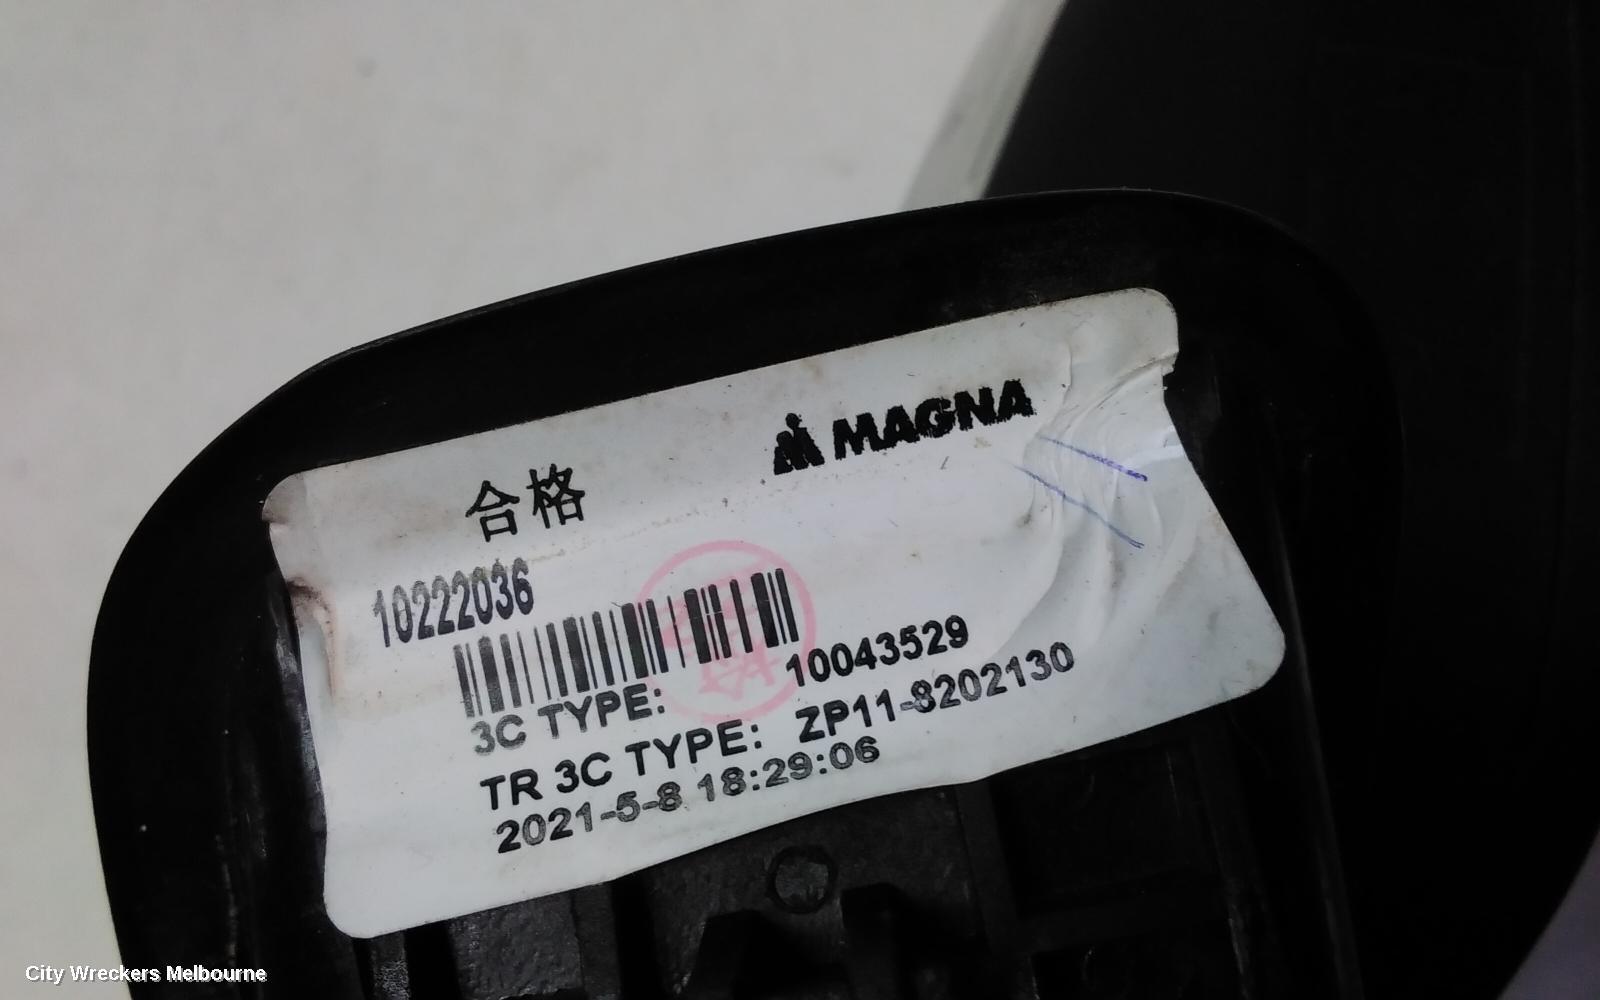 MAGNA
合格
10222036
3C TYPE: 10043529
TR 3C TYPE: ZP11-8202130
2021-5-8 18:29:06
City Wreckers Melbourne